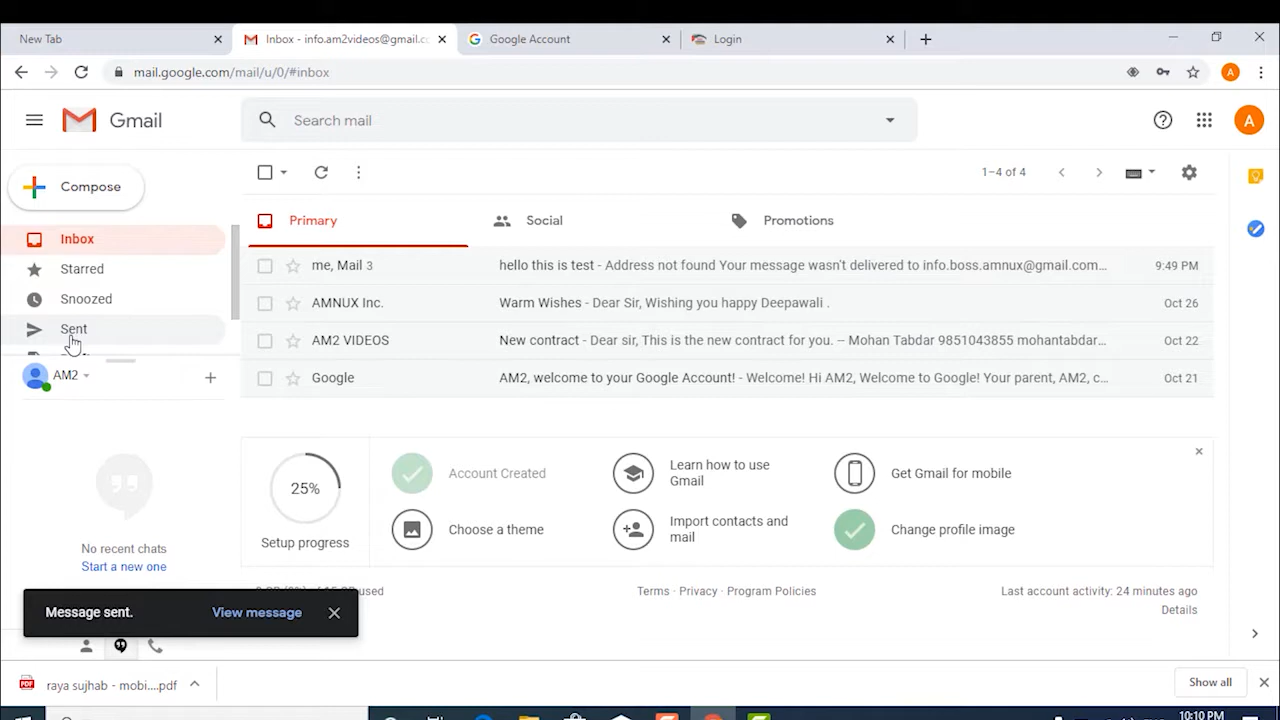 New Tab
Inbox - info.am2videos@gmail.cc
Google Account
Login
mail.google.com/mail/u/0/#inbox
A
Gmail
Search mail
A
Compose
1–4 of 4
Primary
Social
Promotions
Inbox
Starred
Snoozed
Sent
AM2
me, Mail 3
hello this is test - Address not found Your message wasn't delivered to info.boss.amnux@gmail.com…
9:49 PM
AMNUX Inc.
Warm Wishes - Dear Sir, Wishing you happy Deepawali .
Oct 26
AM2 VIDEOS
New contract - Dear sir, This is the new contract for you. -- Mohan Tabdar 9851043855 mohantabdar…
Oct 22
Google
AM2, welcome to your Google Account! - Welcome! Hi AM2, Welcome to Google! Your parent, AM2, c…
Oct 21
25%
Setup progress
Account Created
Learn how to use
Gmail
Get Gmail for mobile
Choose a theme
Import contacts and
mail
Change profile image
No recent chats
Start a new one
used
Terms · Privacy · Program Policies
Last account activity: 24 minutes ago
Details
Message sent.
View message
raya sujhab - mobi....pdf
Show all
10:10 PM